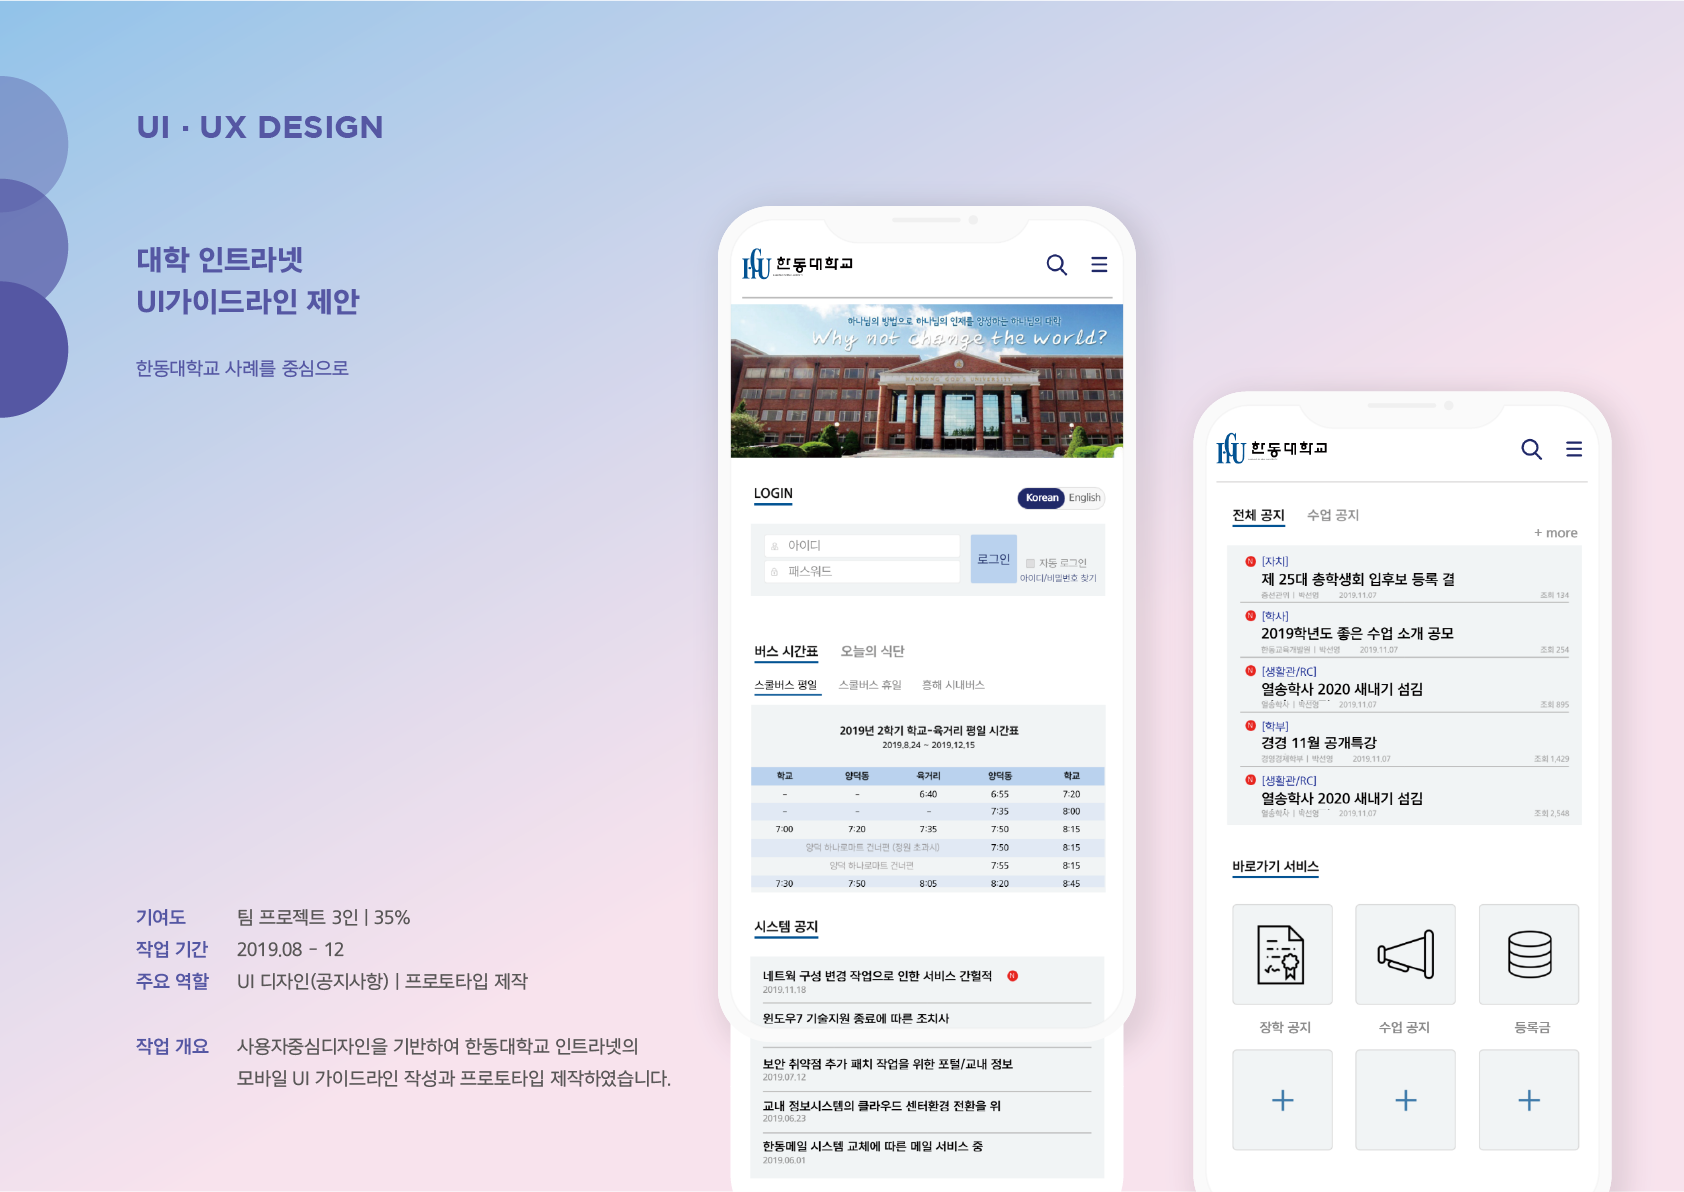 UI · UX DESIGN
대학 인트라넷
UI가이드라인 제안
한동대학교 사례를 중심으로
기여도 팀 프로젝트 3인 | 35%
작업 기간 2019.08 - 12
주요 역할 UI 디자인(공지사항) | 프로토타입 제작
작업 개요 사용자중심디자인을 기반하여 한동대학교 인트라넷의
모바일 UI 가이드라인 작성과 프로토타입 제작하였습니다.
HGU 한동대학교
하나님의 방법으로 하나님의 인재를 양성하는 하나님의 대학
Why not change the world?
HANDONG GLOBAL UNIVERSITY
LOGIN
Korean English
아이디
패스워드
로그인
자동 로그인
아이디/비밀번호 찾기
버스 시간표 오늘의 식단
스쿨버스 평일 스쿨버스 휴일 흥해 시내버스
2019년 2학기 학교-육거리 평일 시간표
2019.8.24 ~ 2019.12.15
학교 양덕동 육거리 양덕동 학교
- - 6:40 6:55 7:20
- - - 7:35 8:00
7:00 7:20 7:35 7:50 8:15
양덕 하나로마트 건너편 (정원 초과시) 7:50 8:15
양덕 하나로마트 건너편 7:55 8:15
7:30 7:50 8:05 8:20 8:45
시스템 공지
네트웍 구성 변경 작업으로 인한 서비스 간헐적 N
2019.11.18
윈도우7 기술지원 종료에 따른 조치사
보안 취약점 추가 패치 작업을 위한 포털/교내 정보
2019.07.12
교내 정보시스템의 클라우드 센터환경 전환을 위
2019.06.23
한동메일 시스템 교체에 따른 메일 서비스 중
2019.06.01
HGU 한동대학교
전체 공지 수업 공지
+ more
N [자치]
제 25대 총학생회 입후보 등록 결
총선관위 | 박선영 2019.11.07 조회 134
N [학사]
2019학년도 좋은 수업 소개 공모
한동교육개발원 | 박선영 2019.11.07 조회 254
N [생활관/RC]
열송학사 2020 새내기 섬김
열송학사 | 박선영 2019.11.07 조회 895
N [학부]
경경 11월 공개특강
경영경제학부 | 박선영 2019.11.07 조회 1,429
N [생활관/RC]
열송학사 2020 새내기 섬김
열송학사 | 박선영 2019.11.07 조회 2,548
바로가기 서비스
장학 공지 수업 공지 등록금
+ + +